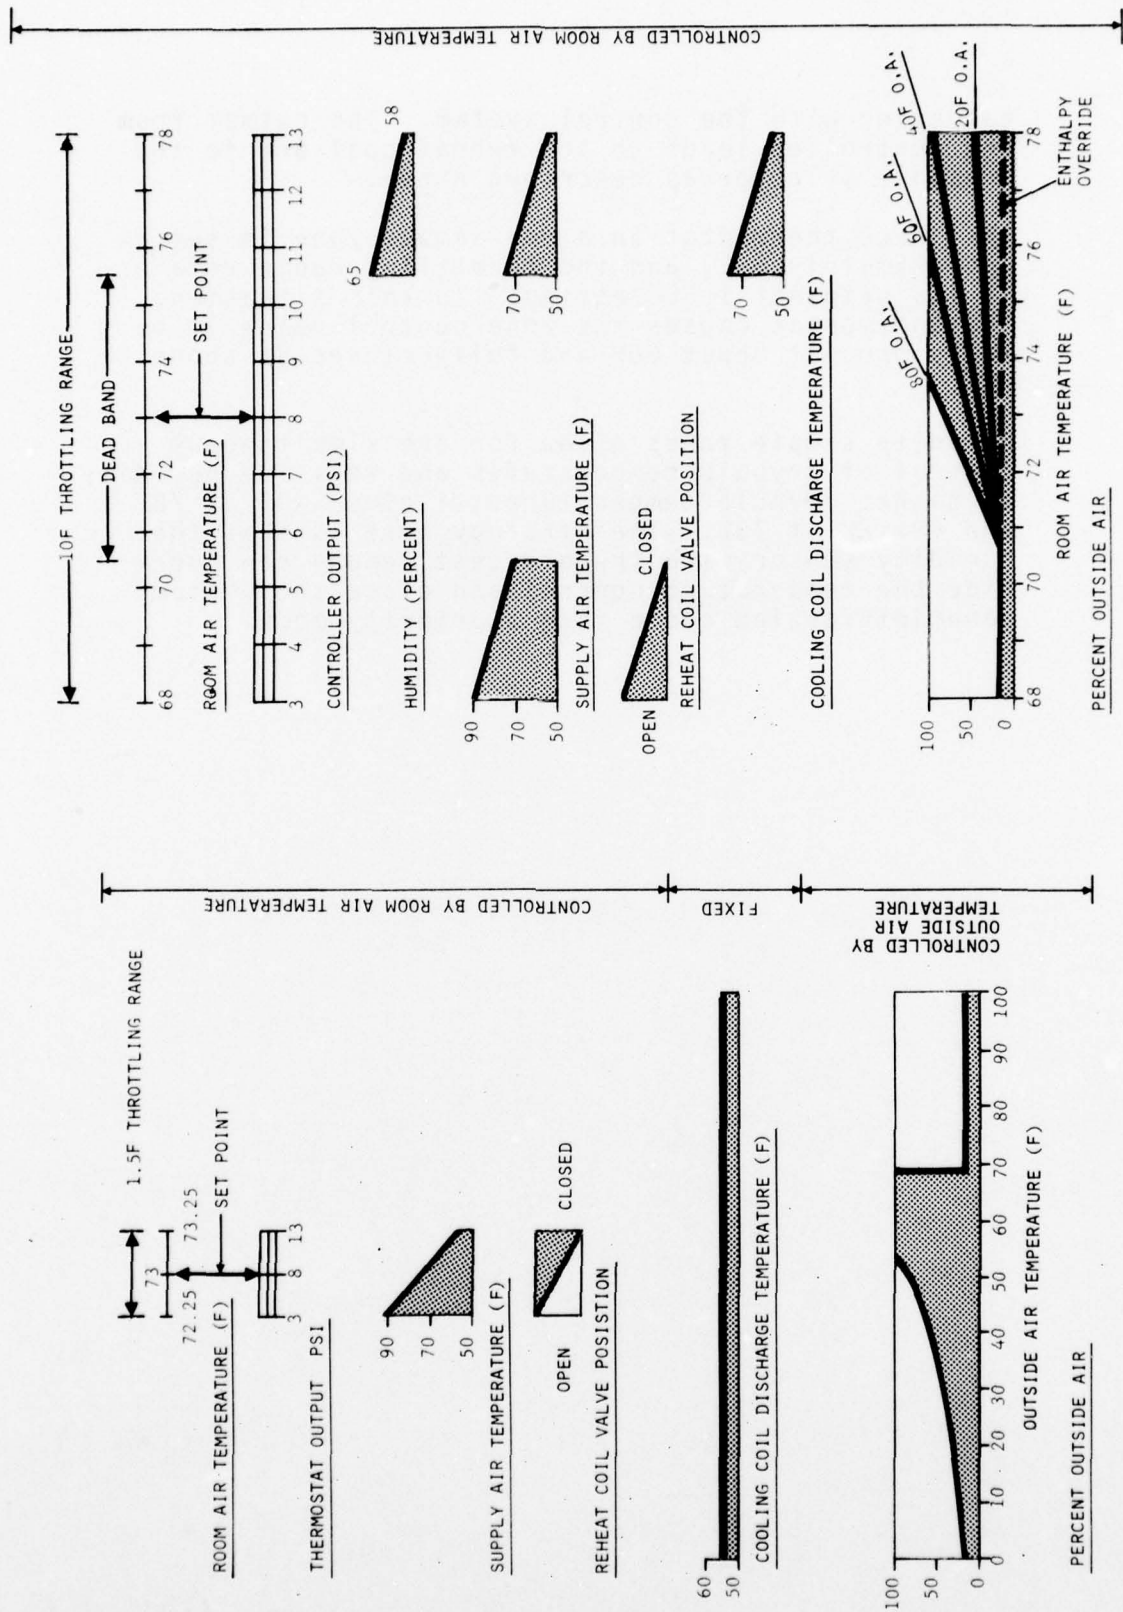 1.5F THROTTLING RANGE
73
72.25 73.25
SET POINT
ROOM AIR TEMPERATURE (F)
3 8 13
THERMOSTAT OUTPUT PSI
90
70
50
SUPPLY AIR TEMPERATURE (F)
OPEN CLOSED
REHEAT COIL VALVE POSISTION
CONTROLLED BY ROOM AIR TEMPERATURE
60
50
COOLING COIL DISCHARGE TEMPERATURE (F)
FIXED
100
50
0
0 10 20 30 40 50 60 70 80 90 100
OUTSIDE AIR TEMPERATURE (F)
PERCENT OUTSIDE AIR
CONTROLLED BY
OUTSIDE AIR
TEMPERATURE
10F THROTTLING RANGE
DEAD BAND
68 70 72 74 76 78
SET POINT
ROOM AIR TEMPERATURE (F)
3 4 5 6 7 8 9 10 11 12 13
CONTROLLER OUTPUT (PSI)
65 58
HUMIDITY (PERCENT)
90
70
50
70
50
SUPPLY AIR TEMPERATURE (F)
OPEN CLOSED
REHEAT COIL VALVE POSITION
70
50
COOLING COIL DISCHARGE TEMPERATURE (F)
80F O.A.
60F O.A.
40F O.A.
20F O.A.
100
50
0
68 70 72 74 76 78
ENTHALPY
OVERRIDE
ROOM AIR TEMPERATURE (F)
PERCENT OUTSIDE AIR
CONTROLLED BY ROOM AIR TEMPERATURE